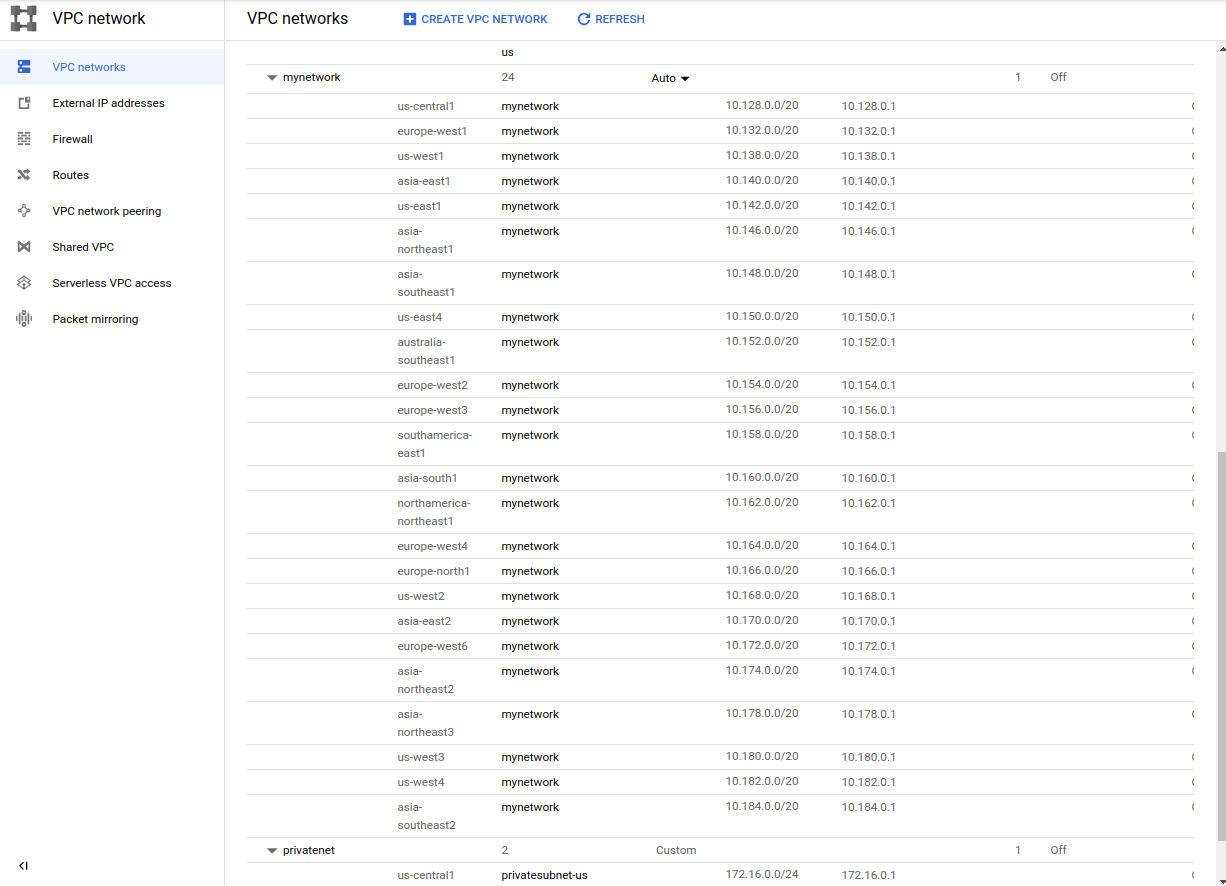 VPC network
VPC networks
CREATE VPC NETWORK
REFRESH
VPC networks
External IP addresses
Firewall
Routes
VPC network peering
Shared VPC
Serverless VPC access
Packet mirroring
us
mynetwork 24 Auto 1 Off
us-central1 mynetwork 10.128.0.0/20 10.128.0.1
europe-west1 mynetwork 10.132.0.0/20 10.132.0.1
us-west1 mynetwork 10.138.0.0/20 10.138.0.1
asia-east1 mynetwork 10.140.0.0/20 10.140.0.1
us-east1 mynetwork 10.142.0.0/20 10.142.0.1
asia- mynetwork 10.146.0.0/20 10.146.0.1
northeast1
asia- mynetwork 10.148.0.0/20 10.148.0.1
southeast1
us-east4 mynetwork 10.150.0.0/20 10.150.0.1
australia- mynetwork 10.152.0.0/20 10.152.0.1
southeast1
europe-west2 mynetwork 10.154.0.0/20 10.154.0.1
europe-west3 mynetwork 10.156.0.0/20 10.156.0.1
southamerica- mynetwork 10.158.0.0/20 10.158.0.1
east1
asia-south1 mynetwork 10.160.0.0/20 10.160.0.1
northamerica- mynetwork 10.162.0.0/20 10.162.0.1
northeast1
europe-west4 mynetwork 10.164.0.0/20 10.164.0.1
europe-north1 mynetwork 10.166.0.0/20 10.166.0.1
us-west2 mynetwork 10.168.0.0/20 10.168.0.1
asia-east2 mynetwork 10.170.0.0/20 10.170.0.1
europe-west6 mynetwork 10.172.0.0/20 10.172.0.1
asia- mynetwork 10.174.0.0/20 10.174.0.1
northeast2
asia- mynetwork 10.178.0.0/20 10.178.0.1
northeast3
us-west3 mynetwork 10.180.0.0/20 10.180.0.1
us-west4 mynetwork 10.182.0.0/20 10.182.0.1
asia- mynetwork 10.184.0.0/20 10.184.0.1
southeast2
privatenet 2 Custom 1 Off
us-central1 privatesubnet-us 172.16.0.0/24 172.16.0.1